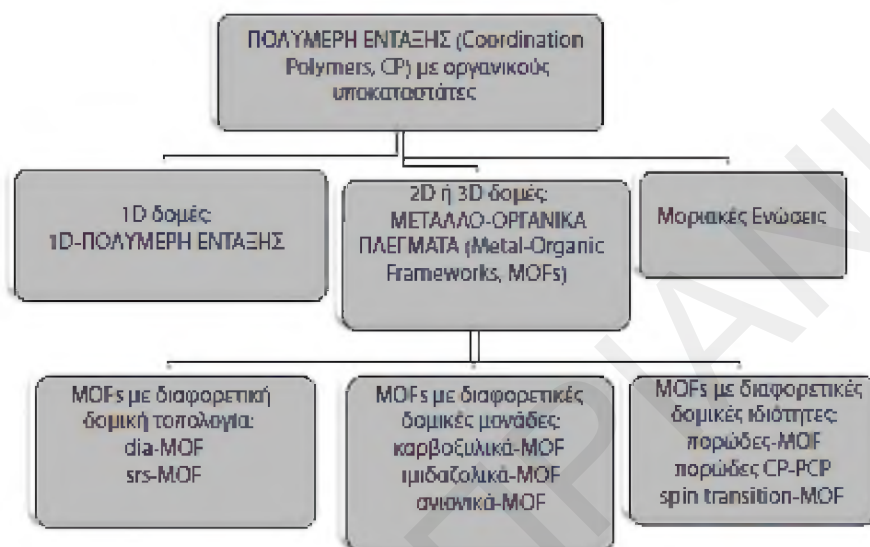 ΠΟΛΥΜΕΡΗ ΕΝΤΑΞΗΣ (Coordination
Polymers, CP) με οργανικούς
υποκαταστάτες
1D δομές:
1D-ΠΟΛΥΜΕΡΗ ΕΝΤΑΞΗΣ
2D ή 3D δομές:
ΜΕΤΑΛΛΟ-ΟΡΓΑΝΙΚΑ
ΠΛΕΓΜΑΤΑ (Metal-Organic
Frameworks, MOFs)
Μοριακές Ενώσεις
MOFs με διαφορετική
δομική τοπολογία:
dia-MOF
srs-MOF
MOFs με διαφορετικές
δομικές μονάδες:
καρβοξυλικά-MOF
ιμιδαζολικά-MOF
ανιονικά-MOF
MOFs με διαφορετικές
δομικές ιδιότητες:
πορώδες-MOF
πορώδες CP-PCP
spin transition-MOF